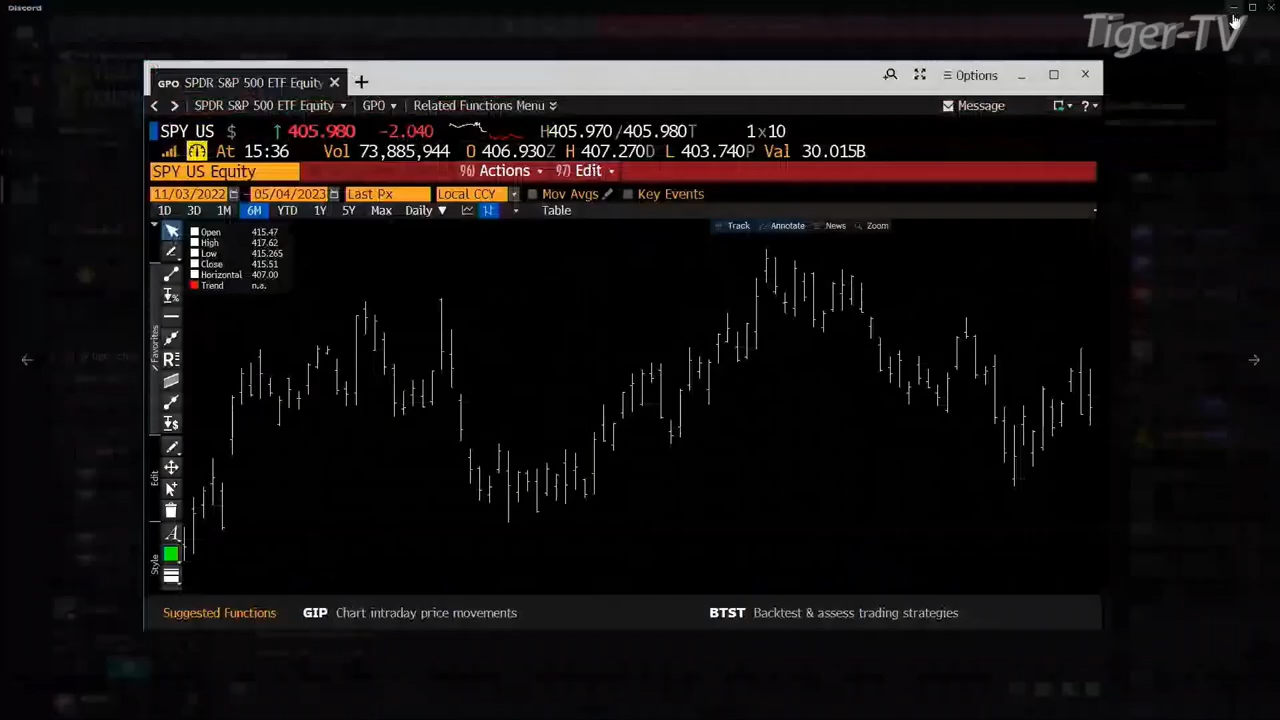 Discord
Tiger-TV
GPO SPDR S&P 500 ETF Equity
Options
SPDR S&P 500 ETF Equity GPO Related Functions Menu Message ?
SPY US $ ↑ 405.980 -2.040 H405.970/405.980T 1x10
At 15:36 Vol 73,885,944 O 406.930Z H 407.270D L 403.740P Val 30.015B
SPY US Equity 96) Actions 97) Edit
11/03/2022 - 05/04/2023 Last Px Local CCY Mov Avgs Key Events
1D 3D 1M 6M YTD 1Y 5Y Max Daily ▼ Table
Track Annotate News Zoom
Open 415.47
High 417.62
Low 415.265
Close 415.51
Horizontal 407.00
Trend n.a.
Favorites
Edit
Style
Suggested Functions GIP Chart intraday price movements BTST Backtest & assess trading strategies